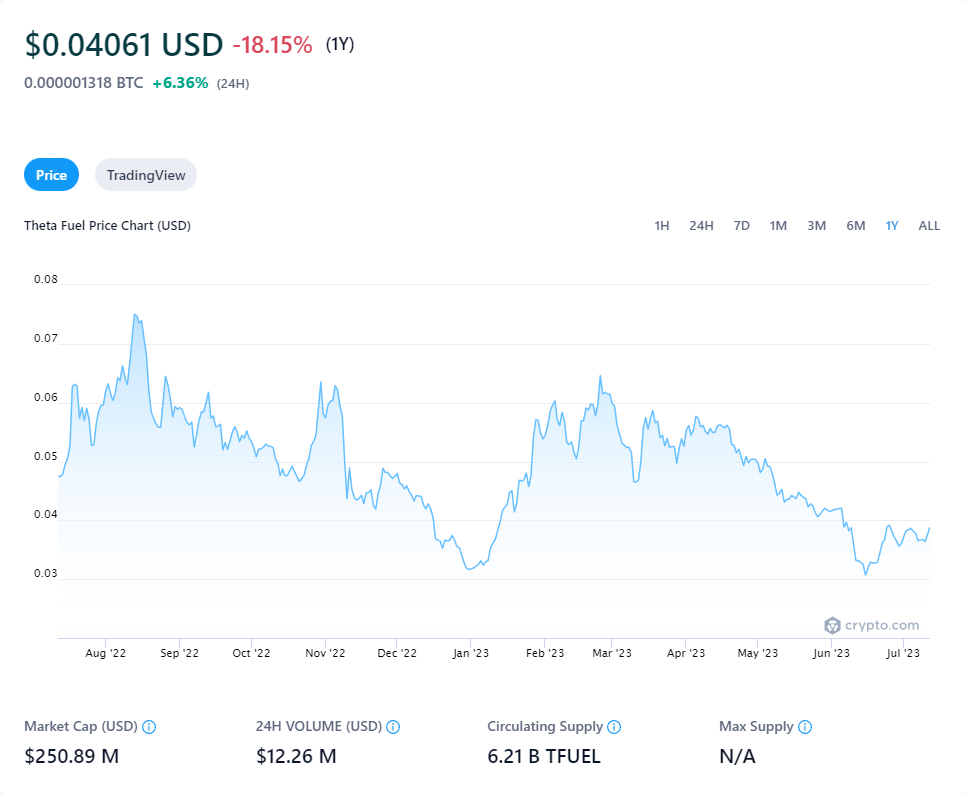 $0.04061 USD -18.15% (1Y)
0.000001318 BTC +6.36% (24H)
Price TradingView
Theta Fuel Price Chart (USD) 1H 24H 7D 1M 3M 6M 1Y ALL
0.08
0.07
0.06
0.05
0.04
0.03
crypto.com
Aug '22 Sep '22 Oct '22 Nov '22 Dec '22 Jan '23 Feb '23 Mar '23 Apr '23 May '23 Jun '23 Jul '23
Market Cap (USD) 24H VOLUME (USD) Circulating Supply Max Supply
$250.89 M $12.26 M 6.21 B TFUEL N/A